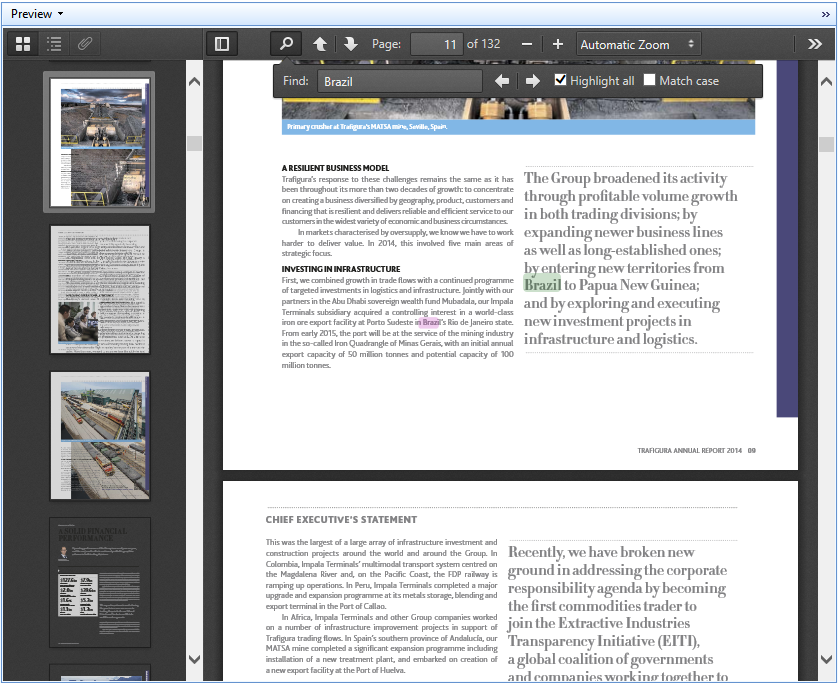 Preview
Page: 11 of 132
Automatic Zoom
Find: Brazil
Highlight all
Match case
Primary crusher at Trafigura's MATSA mine, Seville, Spain.
A RESILIENT BUSINESS MODEL
Trafigura's response to these challenges remains the same as it has
been throughout its more than two decades of growth: to concentrate
on creating a business diversified by geography, product, customers and
financing that is resilient and delivers reliable and efficient service to our
customers in the widest variety of economic and business circumstances.
In markets characterised by oversupply, we know we have to work
harder to deliver value. In 2014, this involved five main areas of
strategic focus.
INVESTING IN INFRASTRUCTURE
First, we combined growth in trade flows with a continued programme
of targeted investments in logistics and infrastructure. Jointly with our
partners in the Abu Dhabi sovereign wealth fund Mubadala, our Impala
Terminals subsidiary acquired a controlling interest in a world-class
iron ore export facility at Porto Sudeste in Brazil's Rio de Janeiro state.
From early 2015, the port will be at the service of the mining industry
in the so-called Iron Quadrangle of Minas Gerais, with an initial annual
export capacity of 50 million tonnes and potential capacity of 100
million tonnes.
The Group broadened its activity
through profitable volume growth
in both trading divisions; by
expanding newer business lines
as well as long-established ones;
by entering new territories from
Brazil to Papua New Guinea;
and by exploring and executing
new investment projects in
infrastructure and logistics.
TRAFIGURA ANNUAL REPORT 2014 09
CHIEF EXECUTIVE'S STATEMENT
This was the largest of a large array of infrastructure investment and
construction projects around the world and around the Group. In
Colombia, Impala Terminals' multimodal transport system centred on
the Magdalena River and, on the Pacific Coast, the FDP railway is
ramping up operations. In Peru, Impala Terminals completed a major
upgrade and expansion programme at its metals storage, blending and
export terminal in the Port of Callao.
In Africa, Impala Terminals and other Group companies worked
on a number of infrastructure improvement projects in support of
Trafigura trading flows. In Spain's southern province of Andalucía, our
MATSA mine completed a significant expansion programme including
installation of a new treatment plant, and embarked on creation of
a new export facility at the Port of Huelva.
Recently, we have broken new
ground in addressing the corporate
responsibility agenda by becoming
the first commodities trader to
join the Extractive Industries
Transparency Initiative (EITI),
a global coalition of governments
and companies working together to
A SOLID FINANCIAL
PERFORMANCE